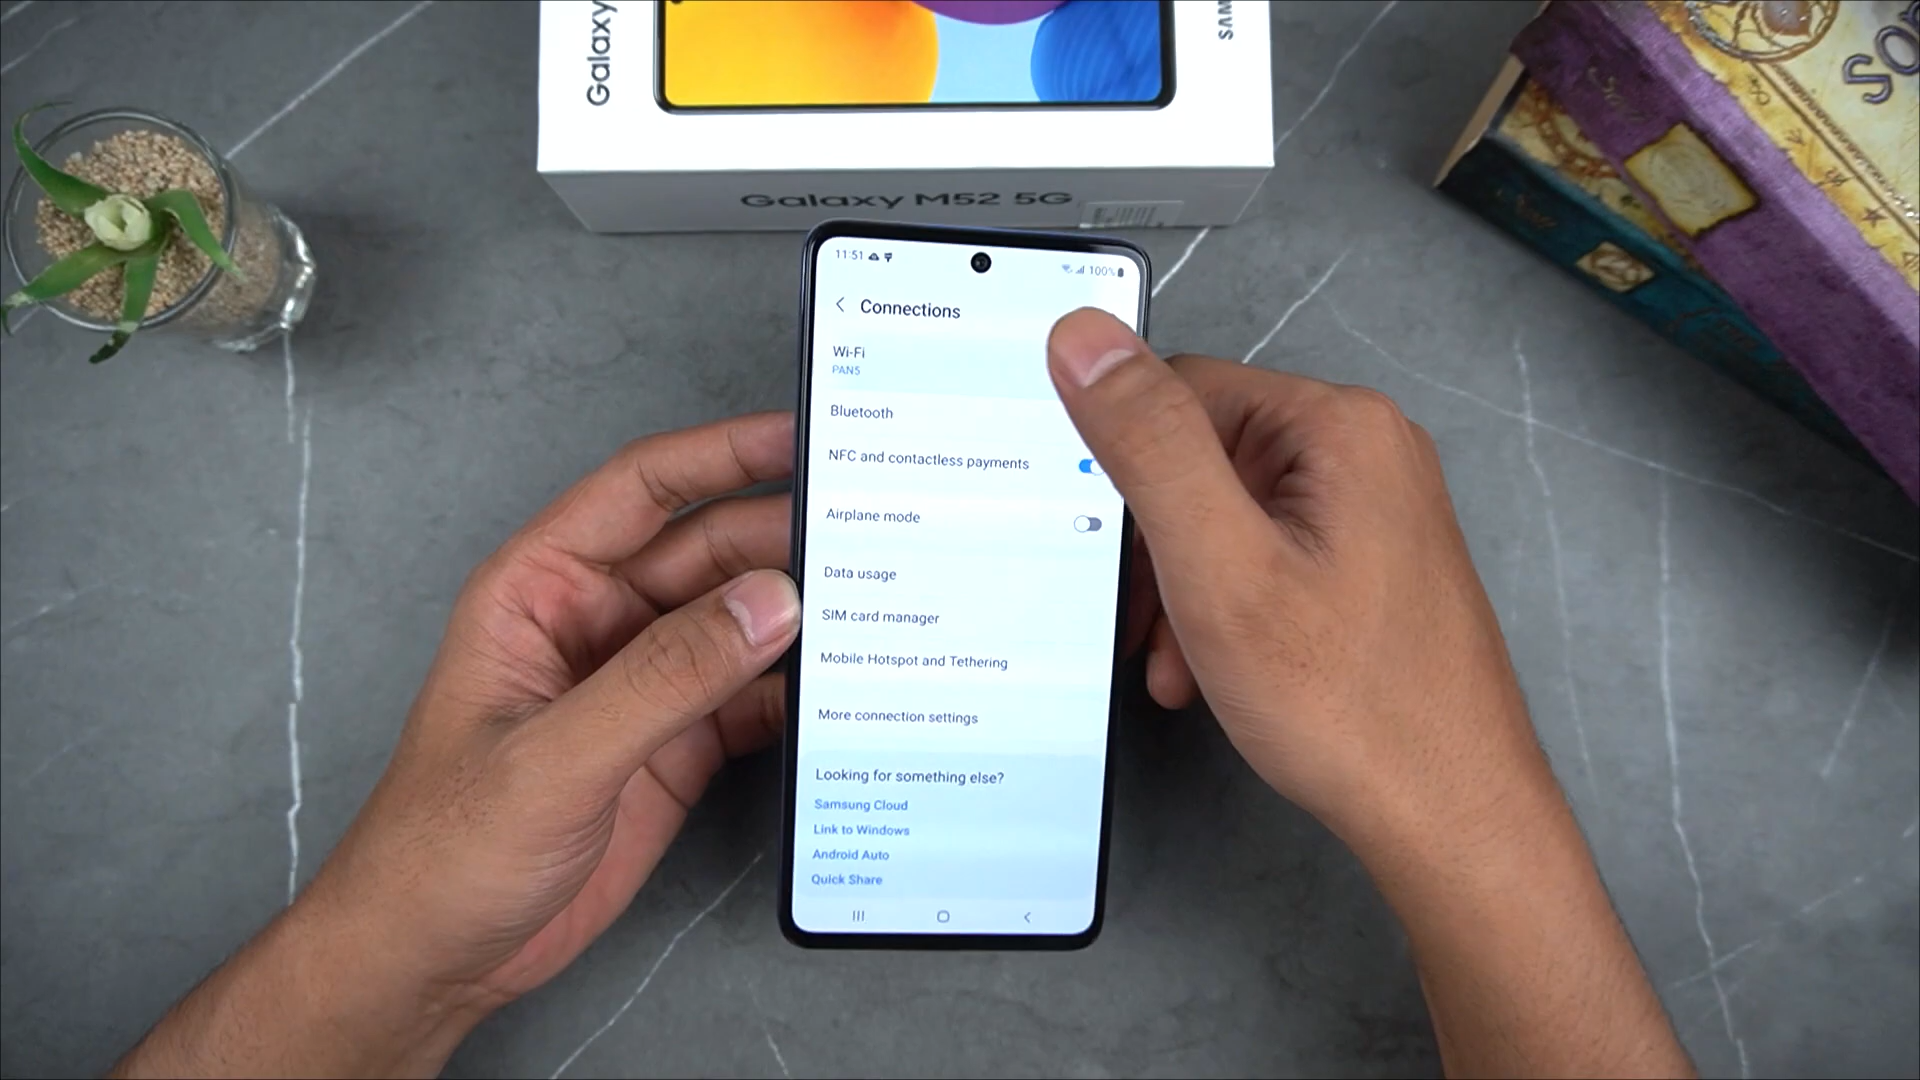 Galaxy
SAM
Galaxy M52 5G
11:51
100%
Connections
Wi-Fi
PAN5
Bluetooth
NFC and contactless payments
Airplane mode
Data usage
SIM card manager
Mobile Hotspot and Tethering
More connection settings
Looking for something else?
Samsung Cloud
Link to Windows
Android Auto
Quick Share